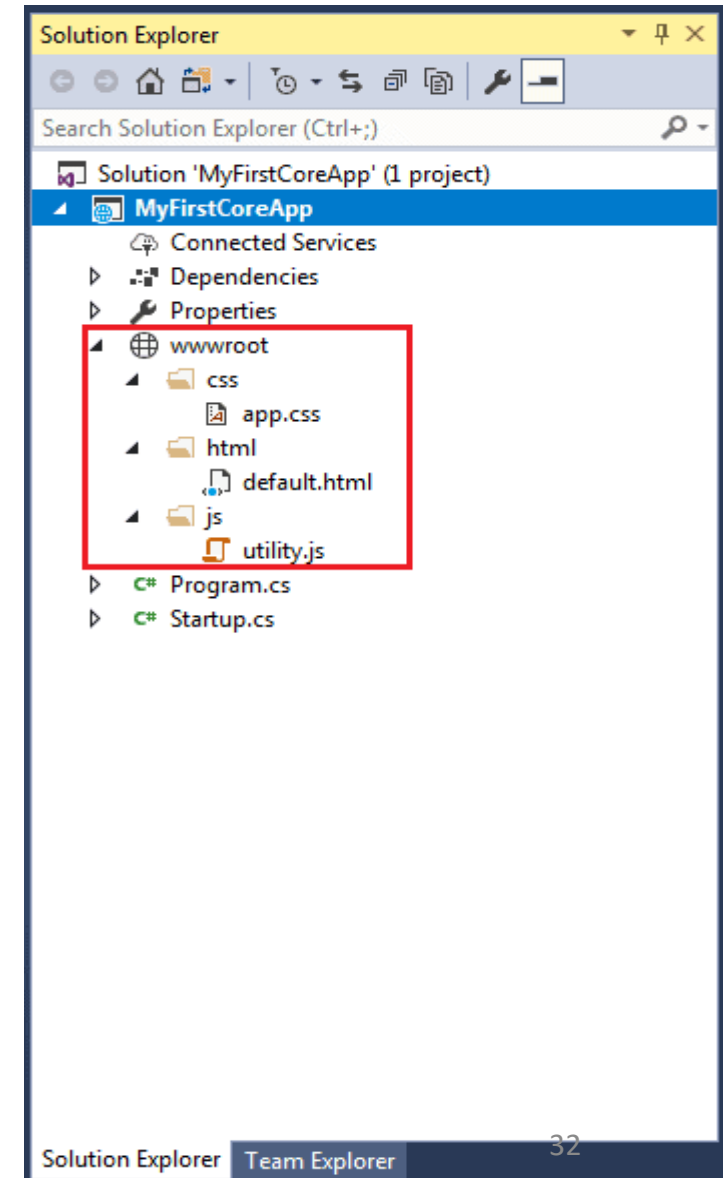 Solution Explorer
Search Solution Explorer (Ctrl+;)
Solution 'MyFirstCoreApp' (1 project)
MyFirstCoreApp
Connected Services
Dependencies
Properties
wwwroot
css
app.css
html
default.html
js
utility.js
C# Program.cs
C# Startup.cs
32
Solution Explorer Team Explorer